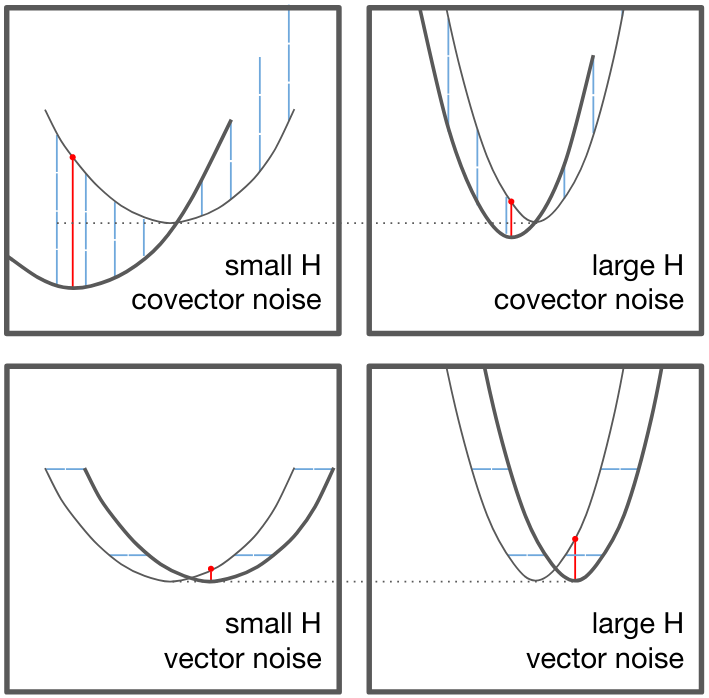 small H
covector noise
large H
covector noise
small H
vector noise
large H
vector noise